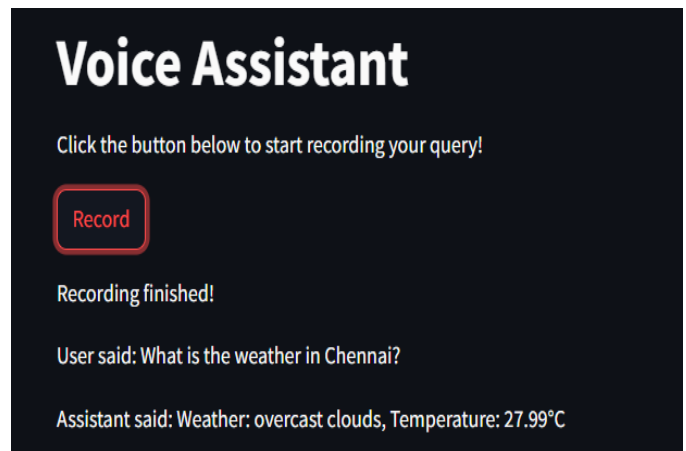 Voice Assistant
Click the button below to start recording your query!
Record
Recording finished!
User said: What is the weather in Chennai?
Assistant said: Weather: overcast clouds, Temperature: 27.99°C